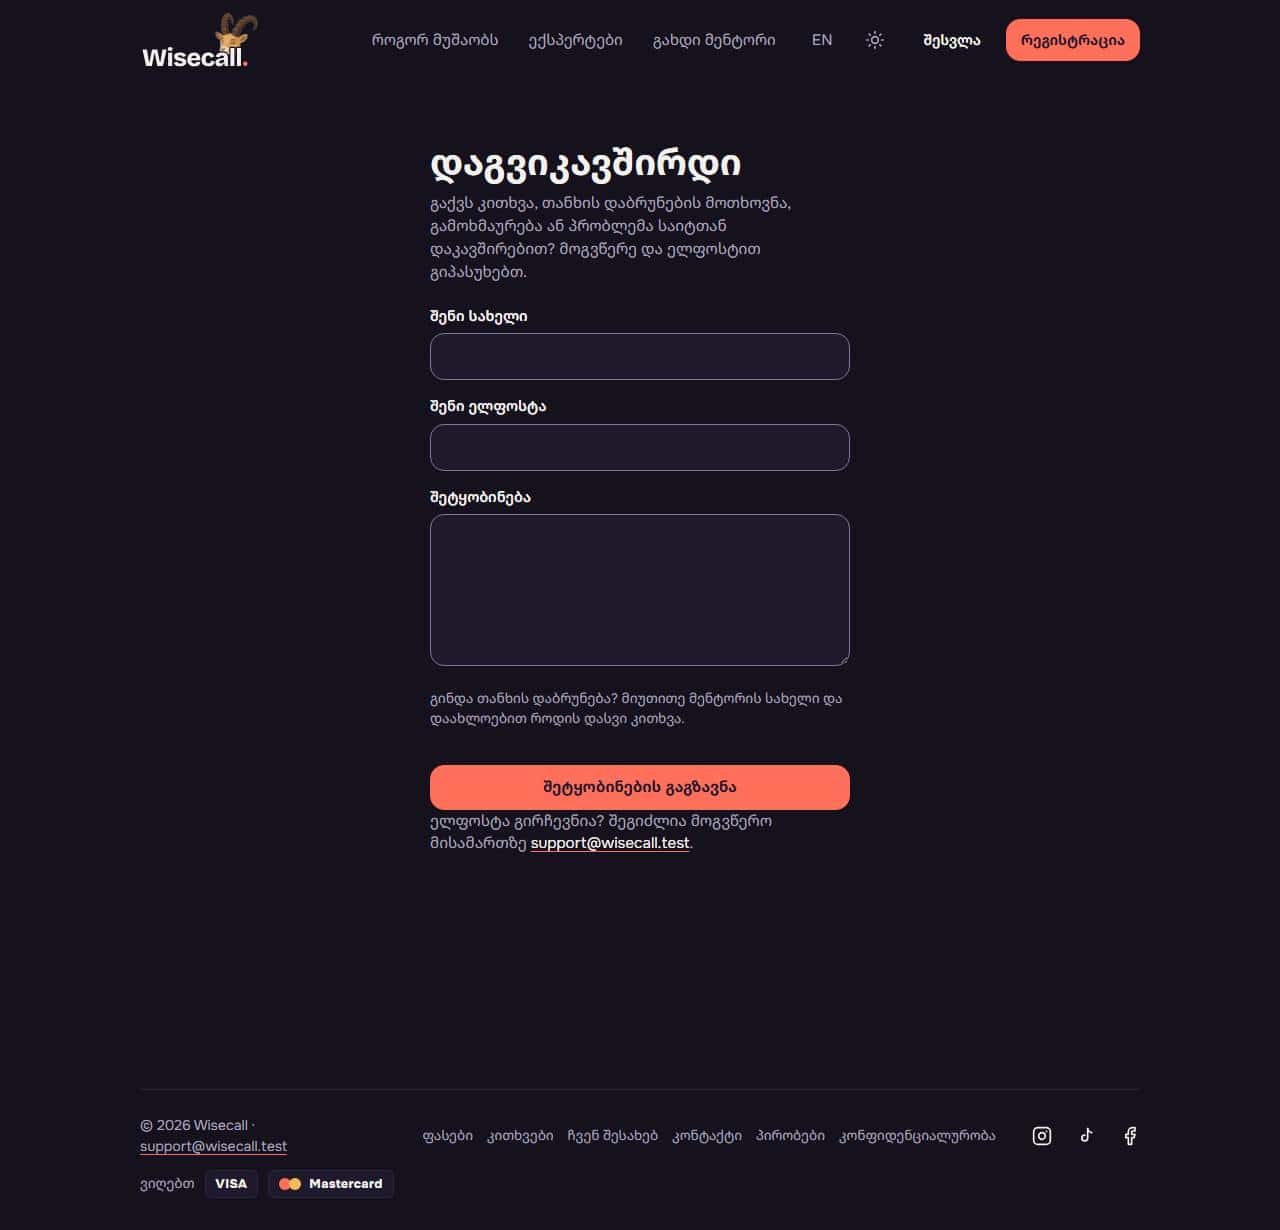 Wisecall.
როგორ მუშაობს
ექსპერტები
გახდი მენტორი
EN
შესვლა
რეგისტრაცია
დაგვიკავშირდი
გაქვს კითხვა, თანხის დაბრუნების მოთხოვნა,
გამოხმაურება ან პრობლემა საიტთან
დაკავშირებით? მოგვწერე და ელფოსტით
გიპასუხებთ.
შენი სახელი
შენი ელფოსტა
შეტყობინება
გინდა თანხის დაბრუნება? მიუთითე მენტორის სახელი და
დაახლოებით როდის დასვი კითხვა.
შეტყობინების გაგზავნა
ელფოსტა გირჩევნია? შეგიძლია მოგვწერო
მისამართზე support@wisecall.test.
© 2026 Wisecall ·
support@wisecall.test
ფასები
კითხვები
ჩვენ შესახებ
კონტაქტი
პირობები
კონფიდენციალურობა
ვიღებთ
VISA
Mastercard